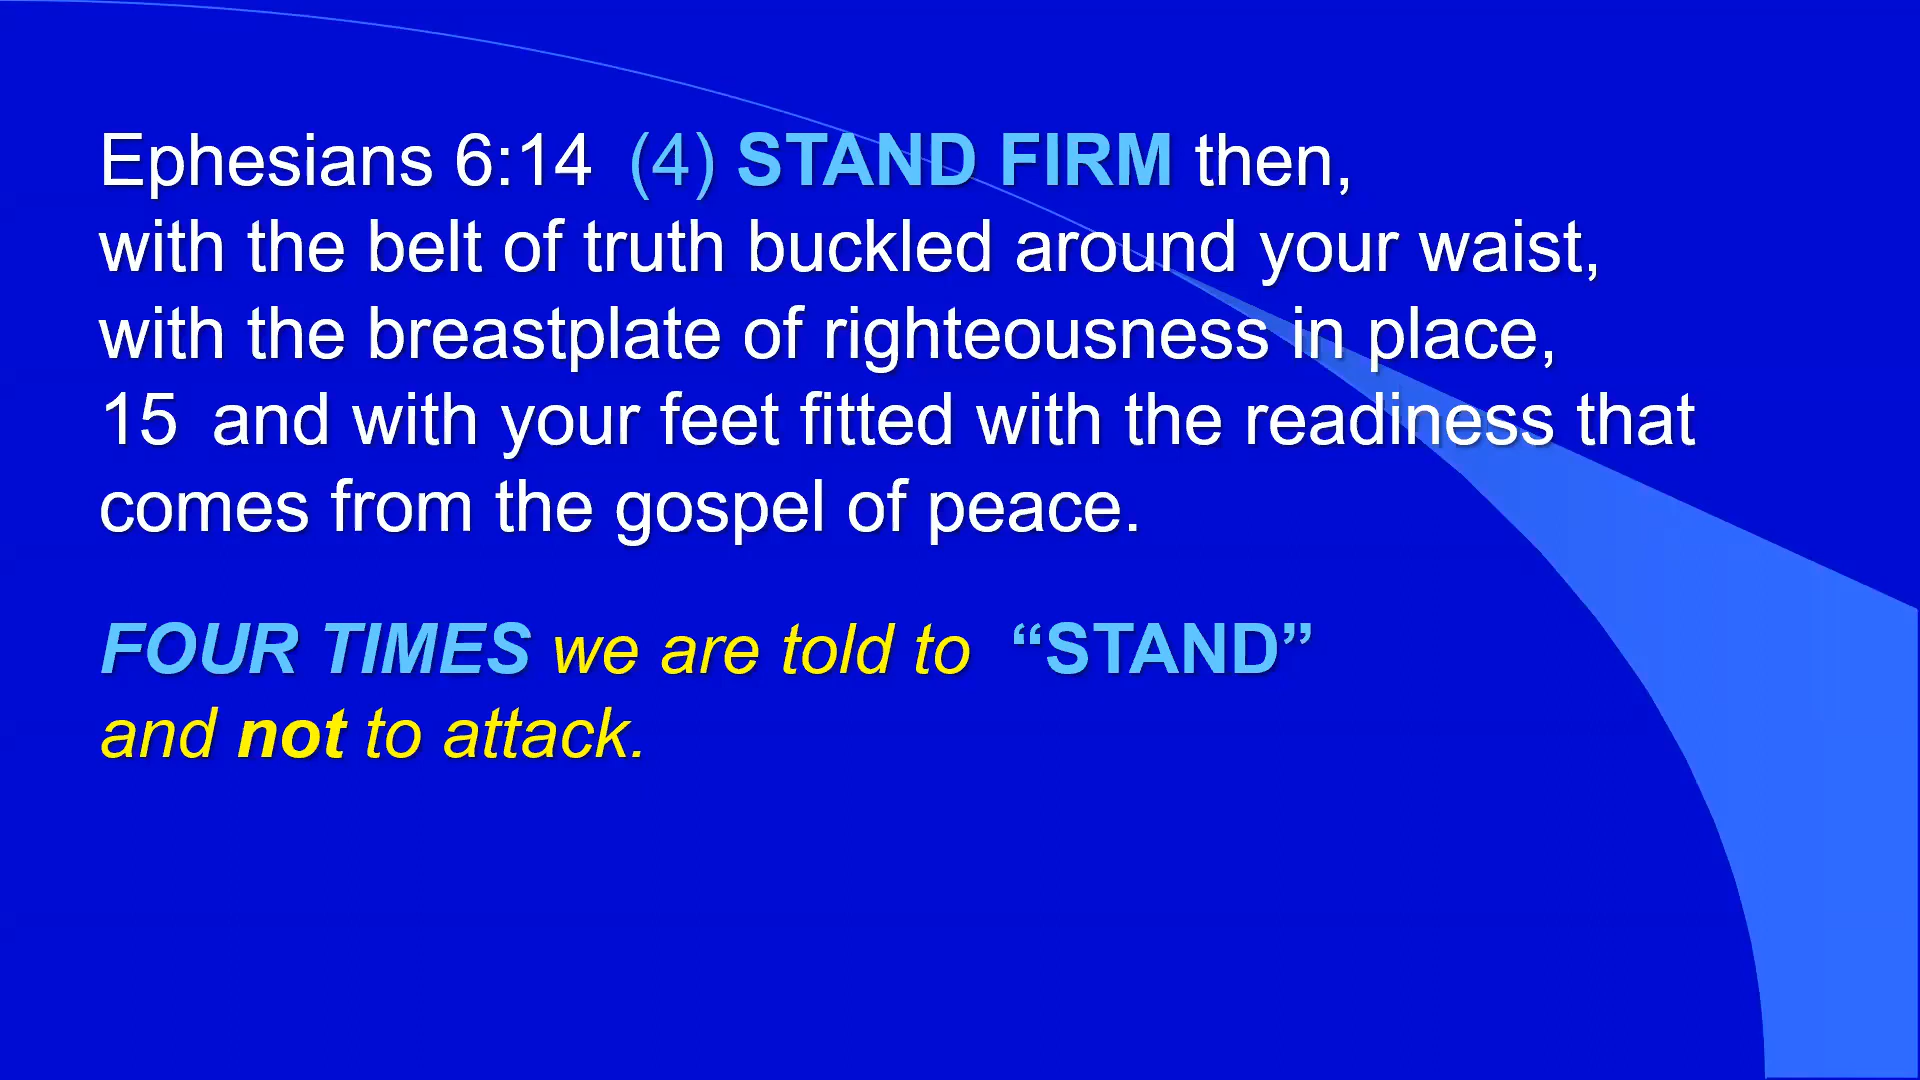 Ephesians 6:14  (4) STAND FIRM then,
with the belt of truth buckled around your waist,
with the breastplate of righteousness in place,
15  and with your feet fitted with the readiness that
comes from the gospel of peace.
FOUR TIMES we are told to  “STAND”
and not to attack.